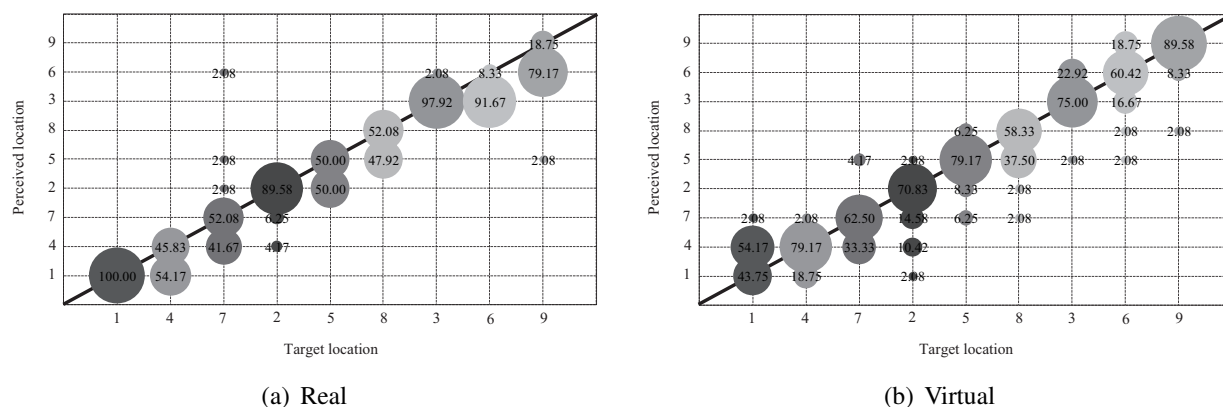 9 18.75
6 2.08 2.08 8.33 79.17
3 97.92 91.67
8 52.08
5 2.08 50.00 47.92 2.08
2 2.08 89.58 50.00
7 52.08 6.25
4 45.83 41.67 4.17
1 100.00 54.17
Perceived location
1 4 7 2 5 8 3 6 9
Target location
(a) Real
9 18.75 89.58
6 22.92 60.42 8.33
3 75.00 16.67
8 6.25 58.33 2.08 2.08
5 4.17 2.08 79.17 37.50 2.08 2.08
2 70.83 8.33 2.08
7 2.08 2.08 62.50 14.58 6.25 2.08
4 54.17 79.17 33.33 10.42
1 43.75 18.75 2.08
Perceived location
1 4 7 2 5 8 3 6 9
Target location
(b) Virtual